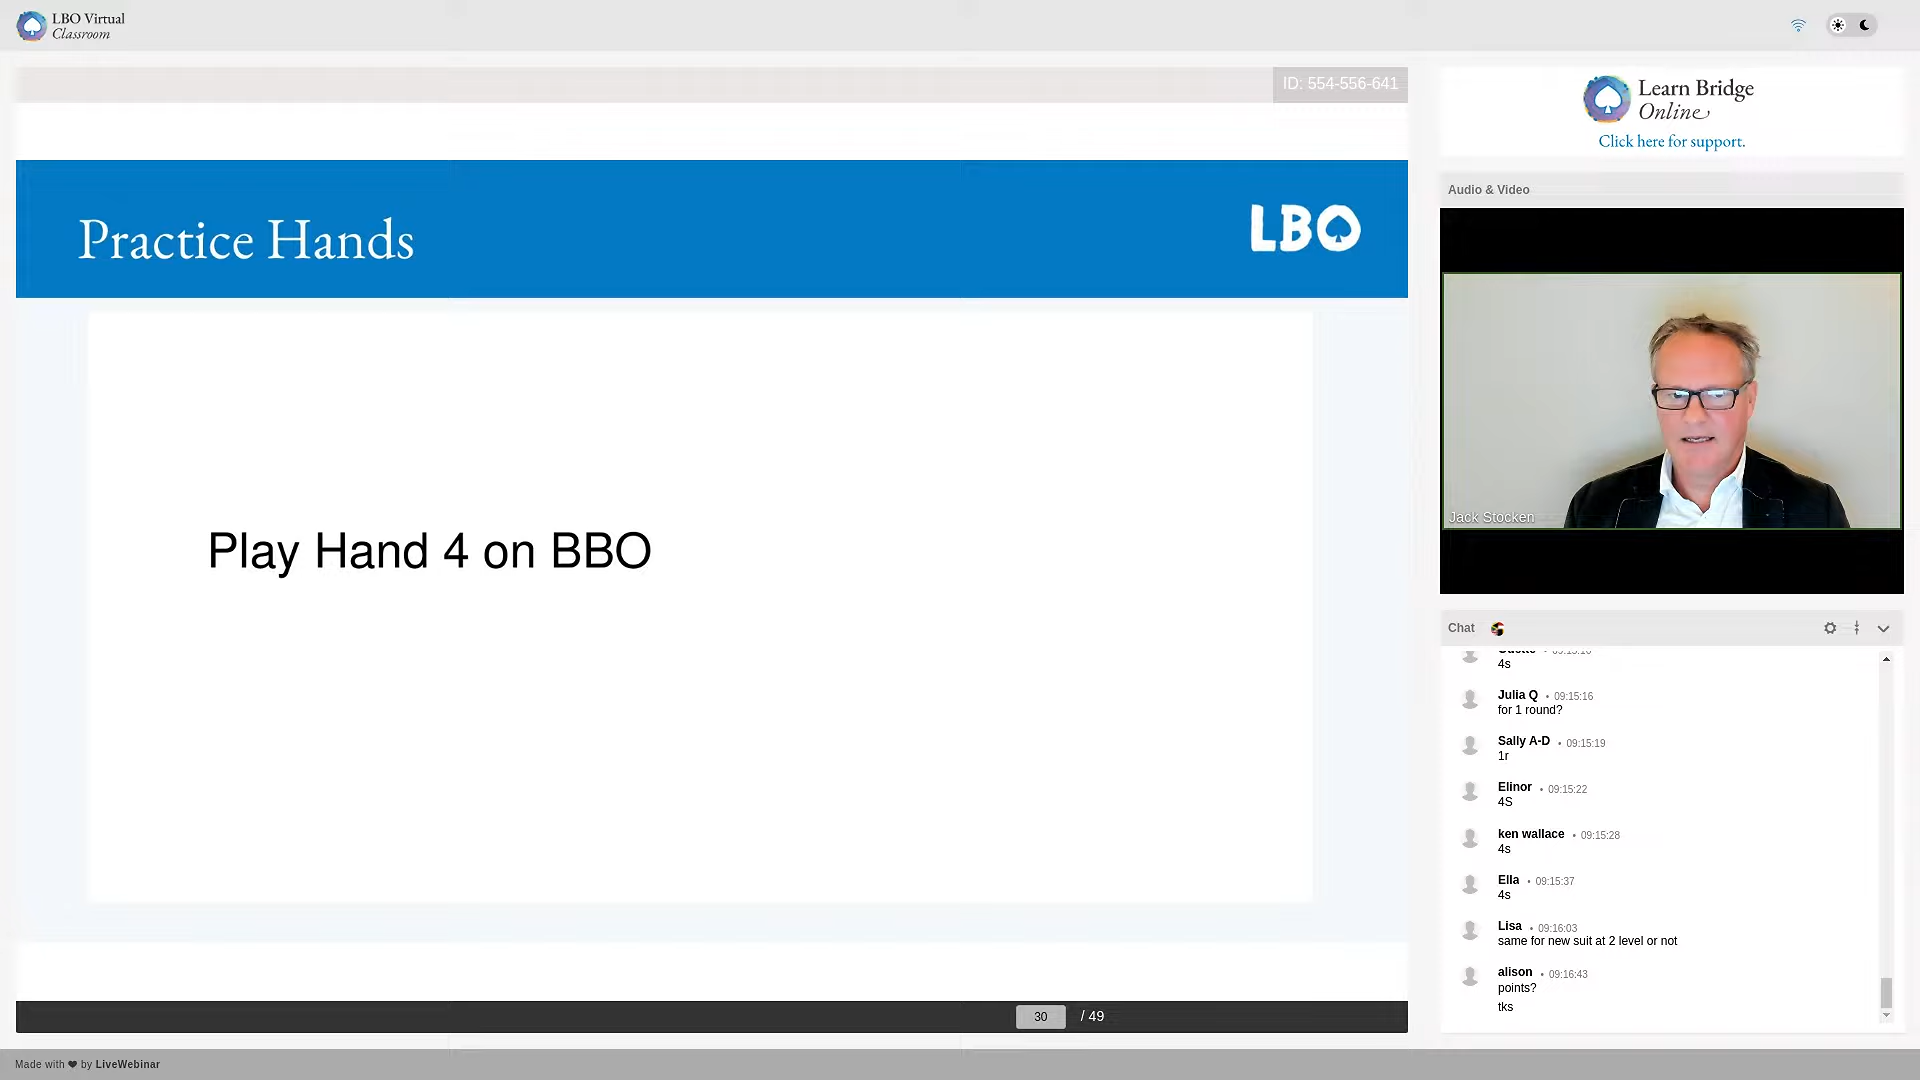 LBO Virtual
Classroom
ID: 554-556-641
Practice Hands
LBO
Play Hand 4 on BBO
30 / 49
Learn Bridge
Online
Click here for support.
Audio & Video
Jack Stocken
Chat
4s
Julia Q • 09:15:16
for 1 round?
Sally A-D • 09:15:19
1r
Elinor • 09:15:22
4S
ken wallace • 09:15:28
4s
Ella • 09:15:37
4s
Lisa • 09:16:03
same for new suit at 2 level or not
alison • 09:16:43
points?
tks
Made with ❤ by LiveWebinar